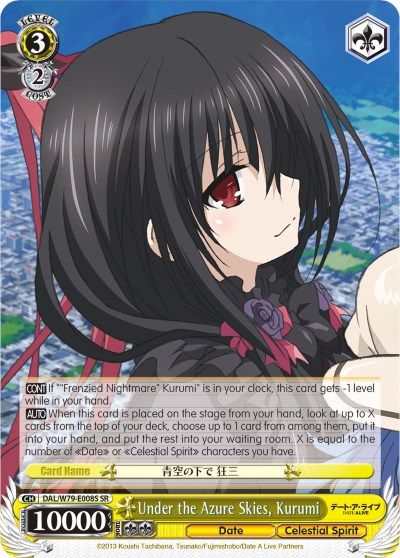 LEVEL
3
2
COST
CONT If ""Frenzied Nightmare" Kurumi" is in your clock, this card gets -1 level
while in your hand.
AUTO When this card is placed on the stage from your hand, look at up to X
cards from the top of your deck, choose up to 1 card from among them, put it
into your hand, and put the rest into your waiting room. X is equal to the
number of «Date» or «Celestial Spirit» characters you have.
Card Name 青空の下で 狂三
CH DAL/W79-E008S SR
Under the Azure Skies, Kurumi
デート・ア・ライブ
DATE A LIVE
POWER
10000
SOUL
Date
Celestial Spirit
©2013 Koushi Tachibana, Tsunako/Fujimishobo/Date A Live Partners